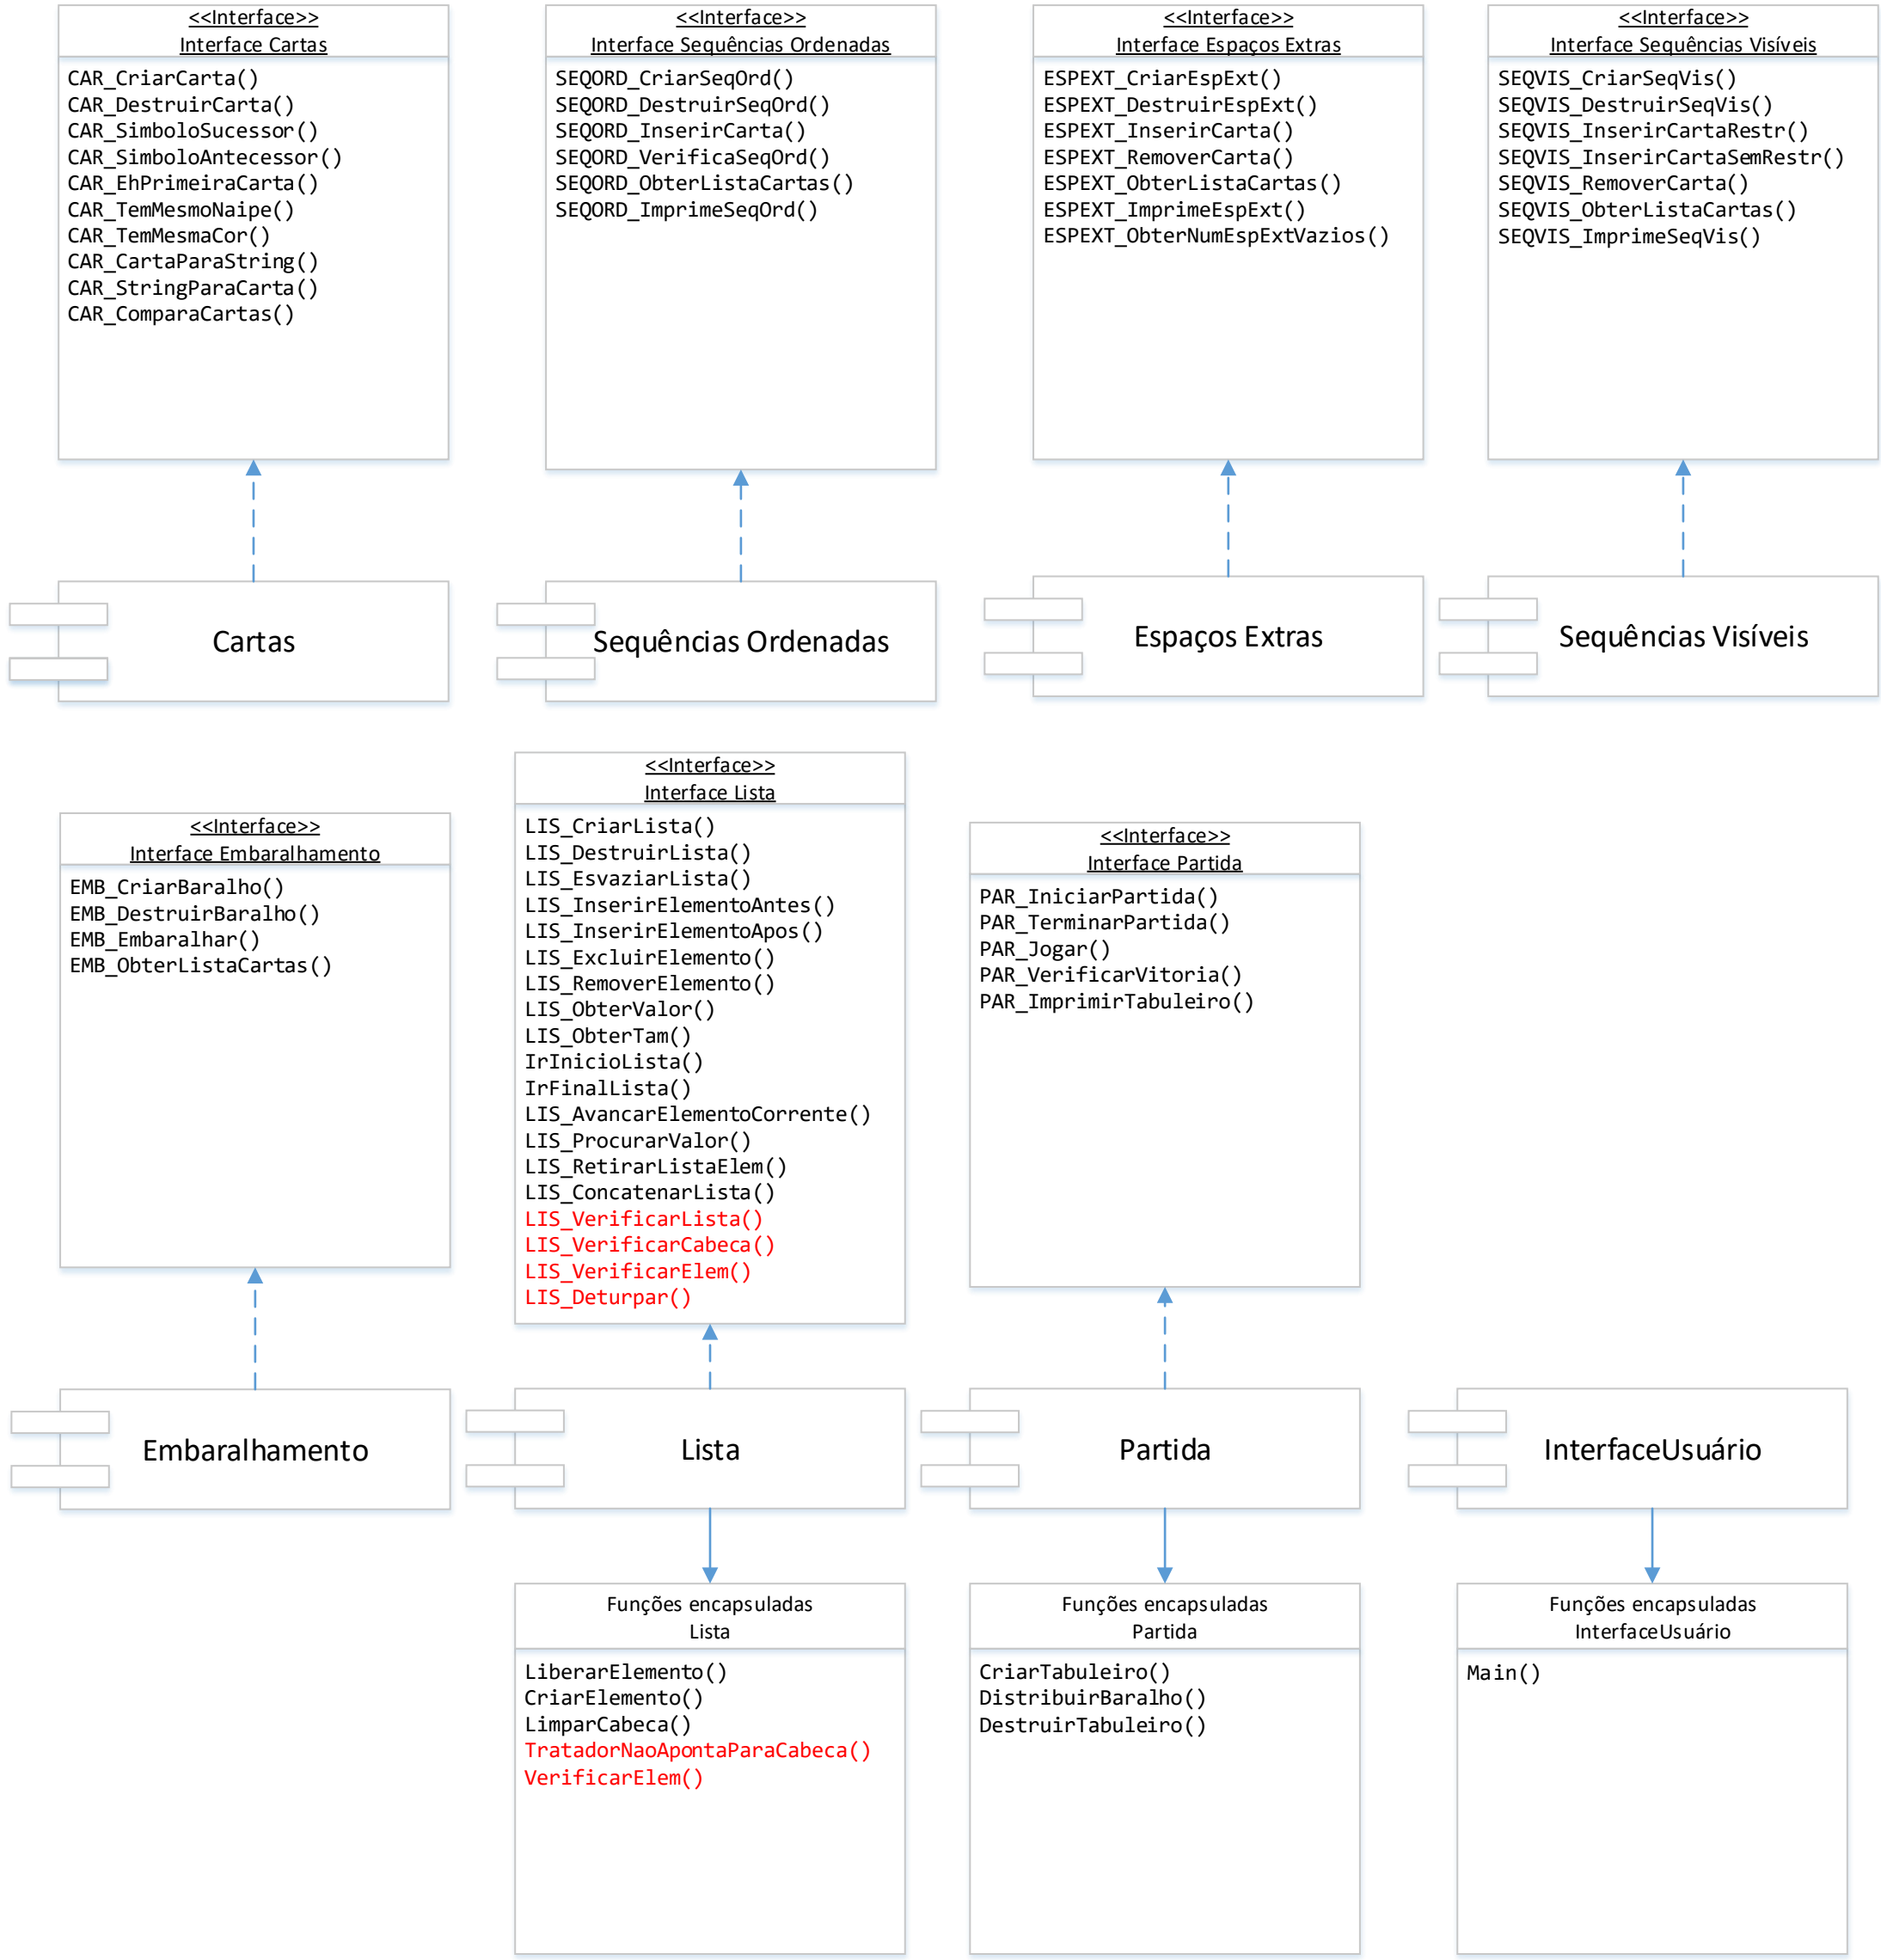 <<Interface>>
Interface Cartas
CAR_CriarCarta()
CAR_DestruirCarta()
CAR_SimboloSucessor()
CAR_SimboloAntecessor()
CAR_EhPrimeiraCarta()
CAR_TemMesmoNaipe()
CAR_TemMesmaCor()
CAR_CartaParaString()
CAR_StringParaCarta()
CAR_ComparaCartas()
<<Interface>>
Interface Sequências Ordenadas
SEQORD_CriarSeqOrd()
SEQORD_DestruirSeqOrd()
SEQORD_InserirCarta()
SEQORD_VerificaSeqOrd()
SEQORD_ObterListaCartas()
SEQORD_ImprimeSeqOrd()
<<Interface>>
Interface Espaços Extras
ESPEXT_CriarEspExt()
ESPEXT_DestruirEspExt()
ESPEXT_InserirCarta()
ESPEXT_RemoverCarta()
ESPEXT_ObterListaCartas()
ESPEXT_ImprimeEspExt()
ESPEXT_ObterNumEspExtVazios()
<<Interface>>
Interface Sequências Visíveis
SEQVIS_CriarSeqVis()
SEQVIS_DestruirSeqVis()
SEQVIS_InserirCartaRestr()
SEQVIS_InserirCartaSemRestr()
SEQVIS_RemoverCarta()
SEQVIS_ObterListaCartas()
SEQVIS_ImprimeSeqVis()
Cartas
Sequências Ordenadas
Espaços Extras
Sequências Visíveis
<<Interface>>
Interface Embaralhamento
EMB_CriarBaralho()
EMB_DestruirBaralho()
EMB_Embaralhar()
EMB_ObterListaCartas()
<<Interface>>
Interface Lista
LIS_CriarLista()
LIS_DestruirLista()
LIS_EsvaziarLista()
LIS_InserirElementoAntes()
LIS_InserirElementoApos()
LIS_ExcluirElemento()
LIS_RemoverElemento()
LIS_ObterValor()
LIS_ObterTam()
IrInicioLista()
IrFinalLista()
LIS_AvancarElementoCorrente()
LIS_ProcurarValor()
LIS_RetirarListaElem()
LIS_ConcatenarLista()
LIS_VerificarLista()
LIS_VerificarCabeca()
LIS_VerificarElem()
LIS_Deturpar()
<<Interface>>
Interface Partida
PAR_IniciarPartida()
PAR_TerminarPartida()
PAR_Jogar()
PAR_VerificarVitoria()
PAR_ImprimirTabuleiro()
Embaralhamento
Lista
Partida
InterfaceUsuário
Funções encapsuladas
Lista
LiberarElemento()
CriarElemento()
LimparCabeca()
TratadorNaoApontaParaCabeca()
VerificarElem()
Funções encapsuladas
Partida
CriarTabuleiro()
DistribuirBaralho()
DestruirTabuleiro()
Funções encapsuladas
InterfaceUsuário
Main()